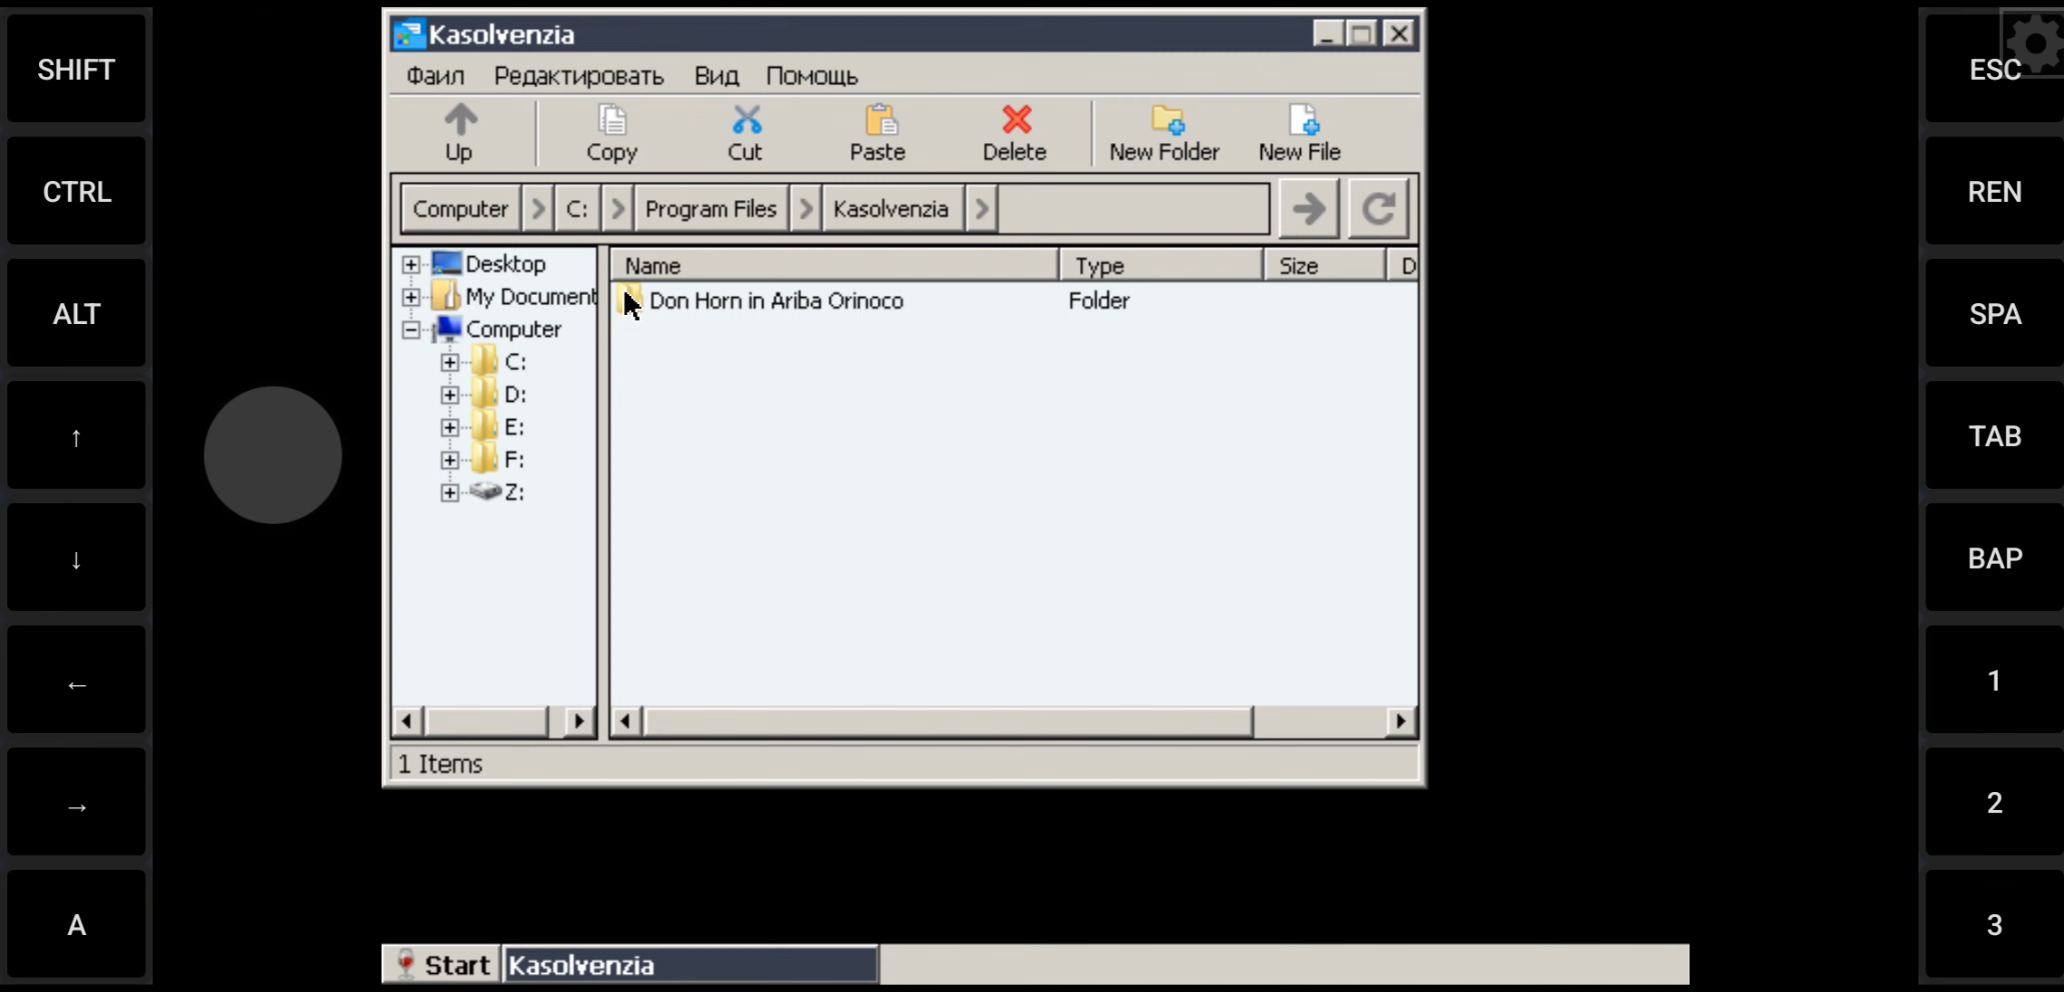 SHIFT
CTRL
ALT
↑
↓
←
→
A
Kasolvenzia
Фаил Редактировать Вид Помощь
Up Copy Cut Paste Delete New Folder New File
Computer C: Program Files Kasolvenzia
Desktop
My Document
Computer
C:
D:
E:
F:
Z:
Name Type Size D
Don Horn in Ariba Orinoco Folder
1 Items
Start Kasolvenzia
ESC
REN
SPA
TAB
BAP
1
2
3